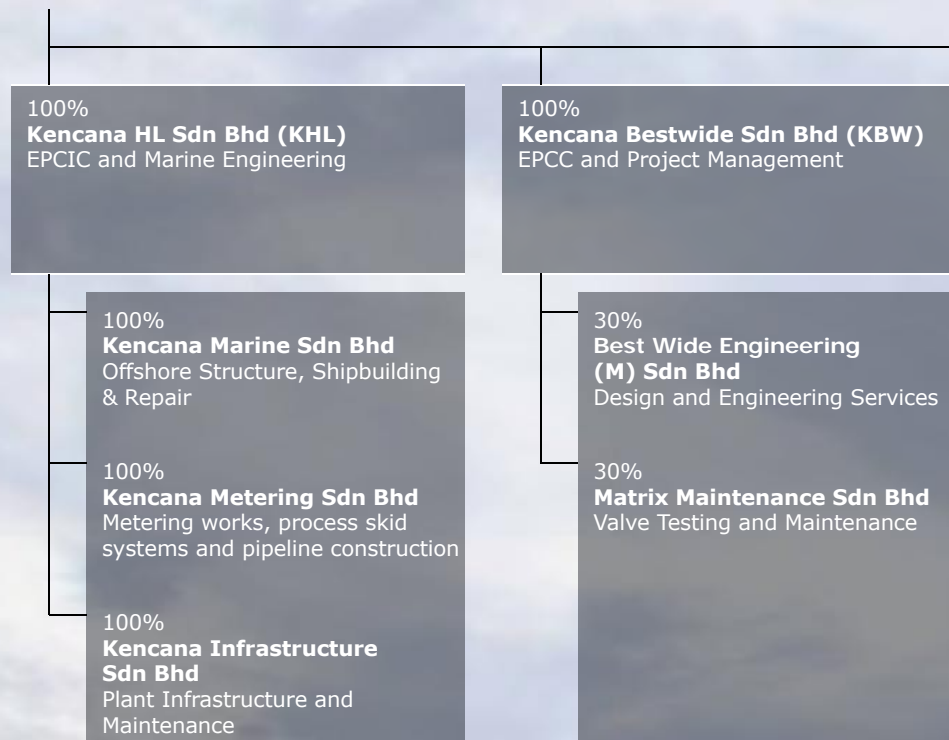 100%
Kencana HL Sdn Bhd (KHL)
EPCIC and Marine Engineering
100%
Kencana Marine Sdn Bhd
Offshore Structure, Shipbuilding
& Repair
100%
Kencana Metering Sdn Bhd
Metering works, process skid
systems and pipeline construction
100%
Kencana Infrastructure
Sdn Bhd
Plant Infrastructure and
Maintenance
100%
Kencana Bestwide Sdn Bhd (KBW)
EPCC and Project Management
30%
Best Wide Engineering
(M) Sdn Bhd
Design and Engineering Services
30%
Matrix Maintenance Sdn Bhd
Valve Testing and Maintenance